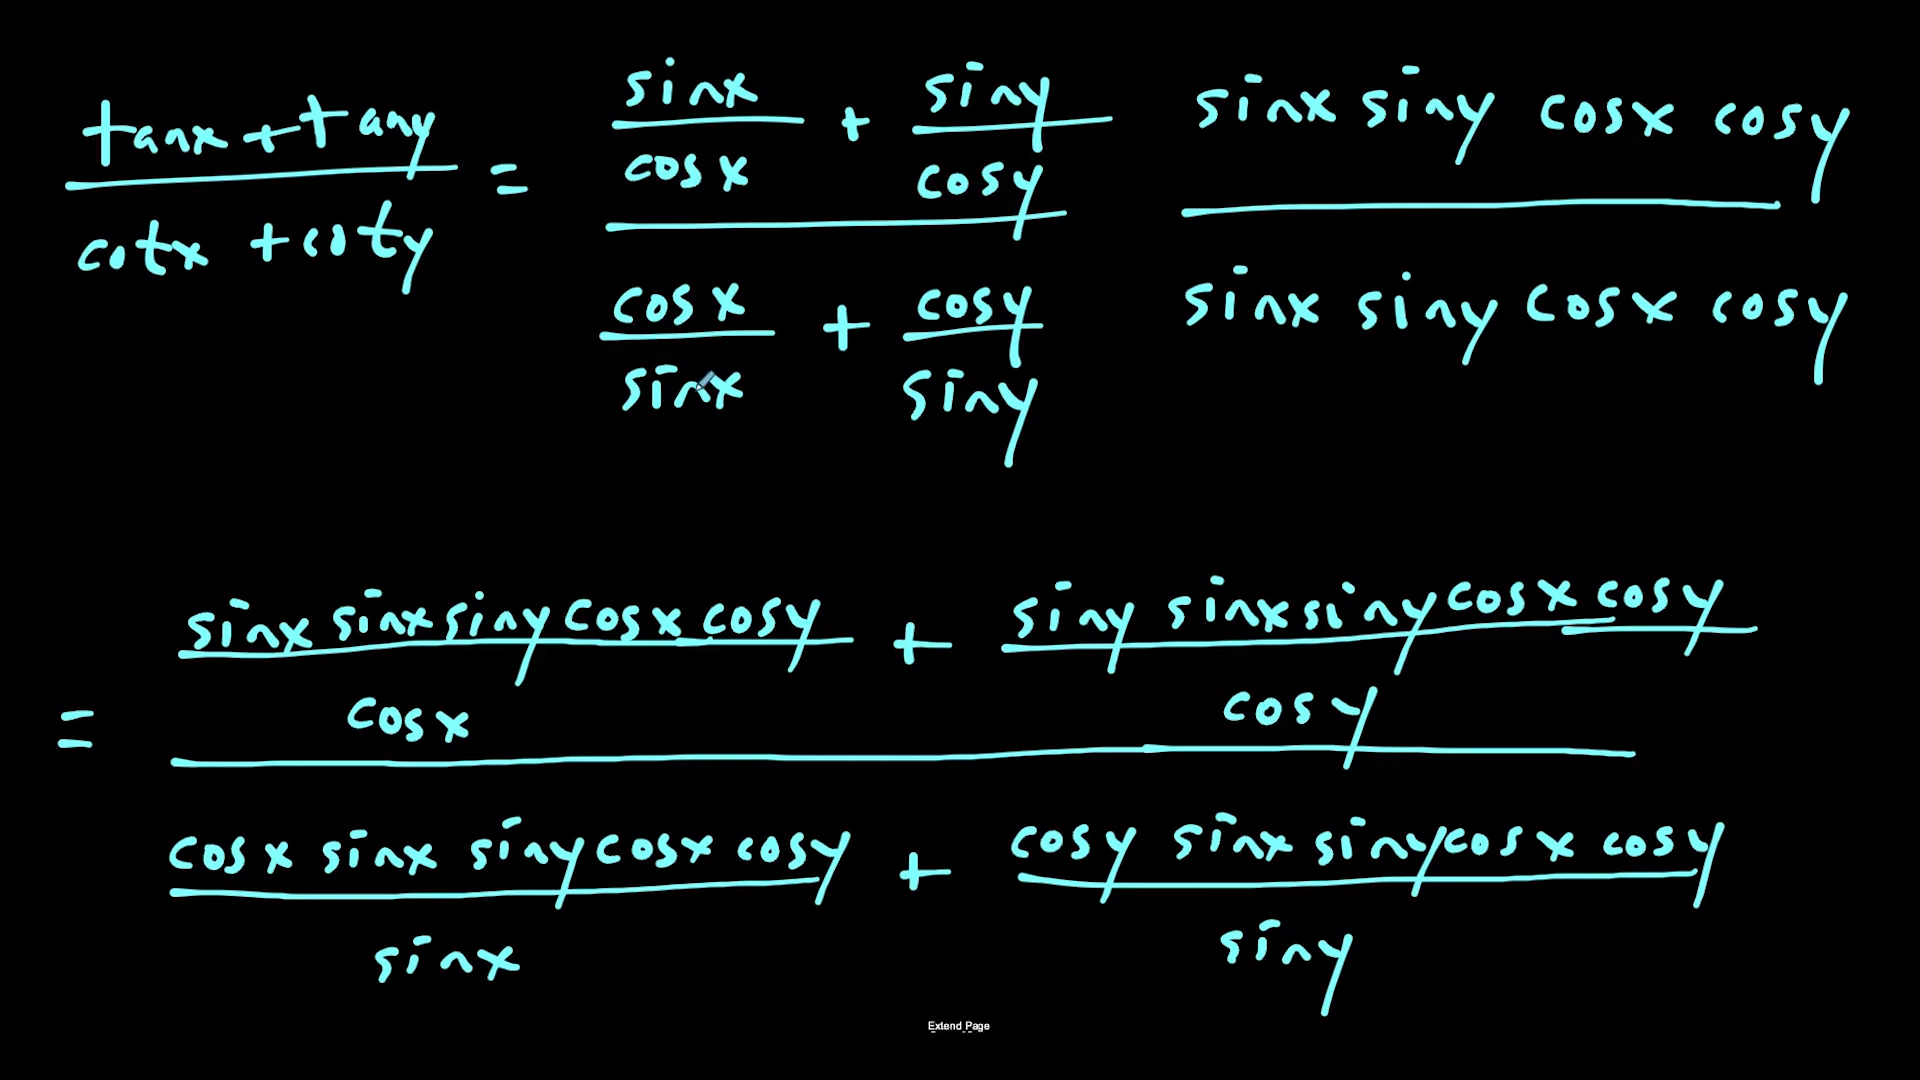 tanx + tany = sinx + siny sinx siny cosx cosy
cosx cosy
cotx + coty cosx + cosy sinx siny cosx cosy
sinx siny
= sinx sinx siny cosx cosy + siny sinx siny cosx cosy
cosx cosy
cosx sinx siny cosx cosy + cosy sinx siny cosx cosy
sinx siny
Extend Page